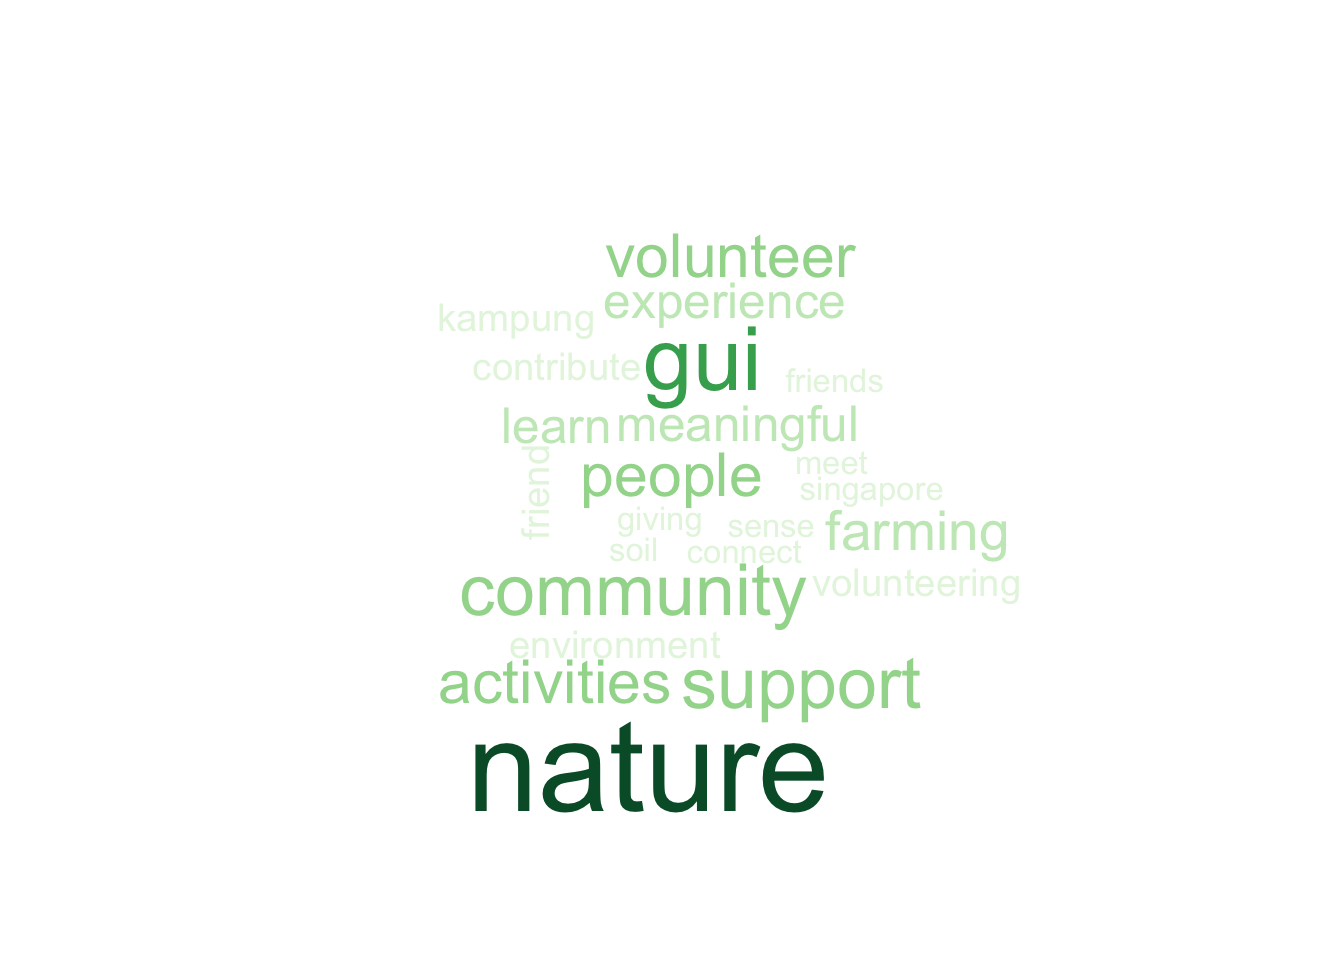 volunteer
kampung experience
contribute gui friends
learn meaningful
friend people meet
singapore
giving sense farming
soil connect
community volunteering
environment
activities support
nature